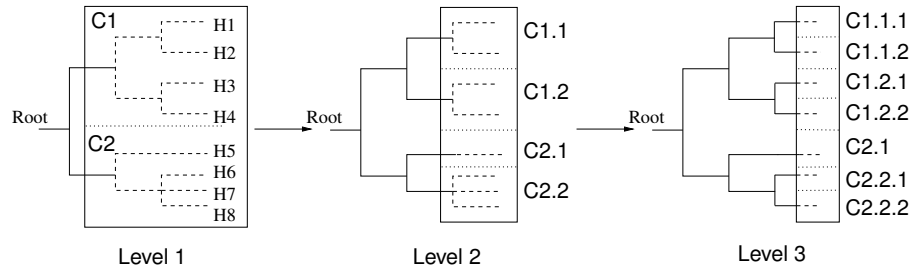 C1
H1
H2
H3
H4
Root
C2
H5
H6
H7
H8
Level 1
C1.1
C1.2
Root
C2.1
C2.2
Level 2
C1.1.1
C1.1.2
C1.2.1
C1.2.2
Root
C2.1
C2.2.1
C2.2.2
Level 3